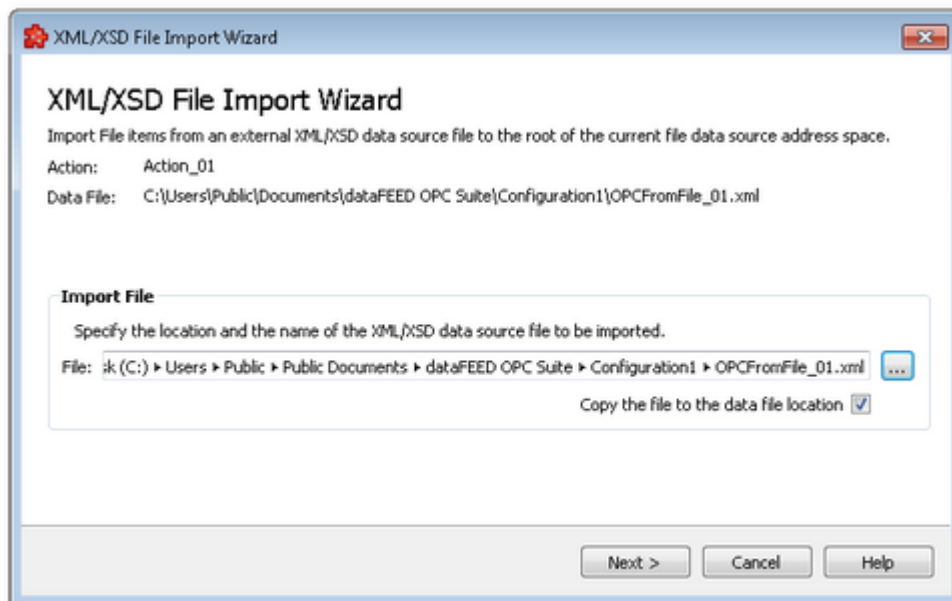 XML/XSD File Import Wizard
XML/XSD File Import Wizard
Import File items from an external XML/XSD data source file to the root of the current file data source address space.
Action: Action_01
Data File: C:\Users\Public\Documents\dataFEED OPC Suite\Configuration1\OPCFromFile_01.xml
Import File
Specify the location and the name of the XML/XSD data source file to be imported.
File: sk (C:) ▸ Users ▸ Public ▸ Public Documents ▸ dataFEED OPC Suite ▸ Configuration1 ▸ OPCFromFile_01.xml ...
Copy the file to the data file location
Next > Cancel Help